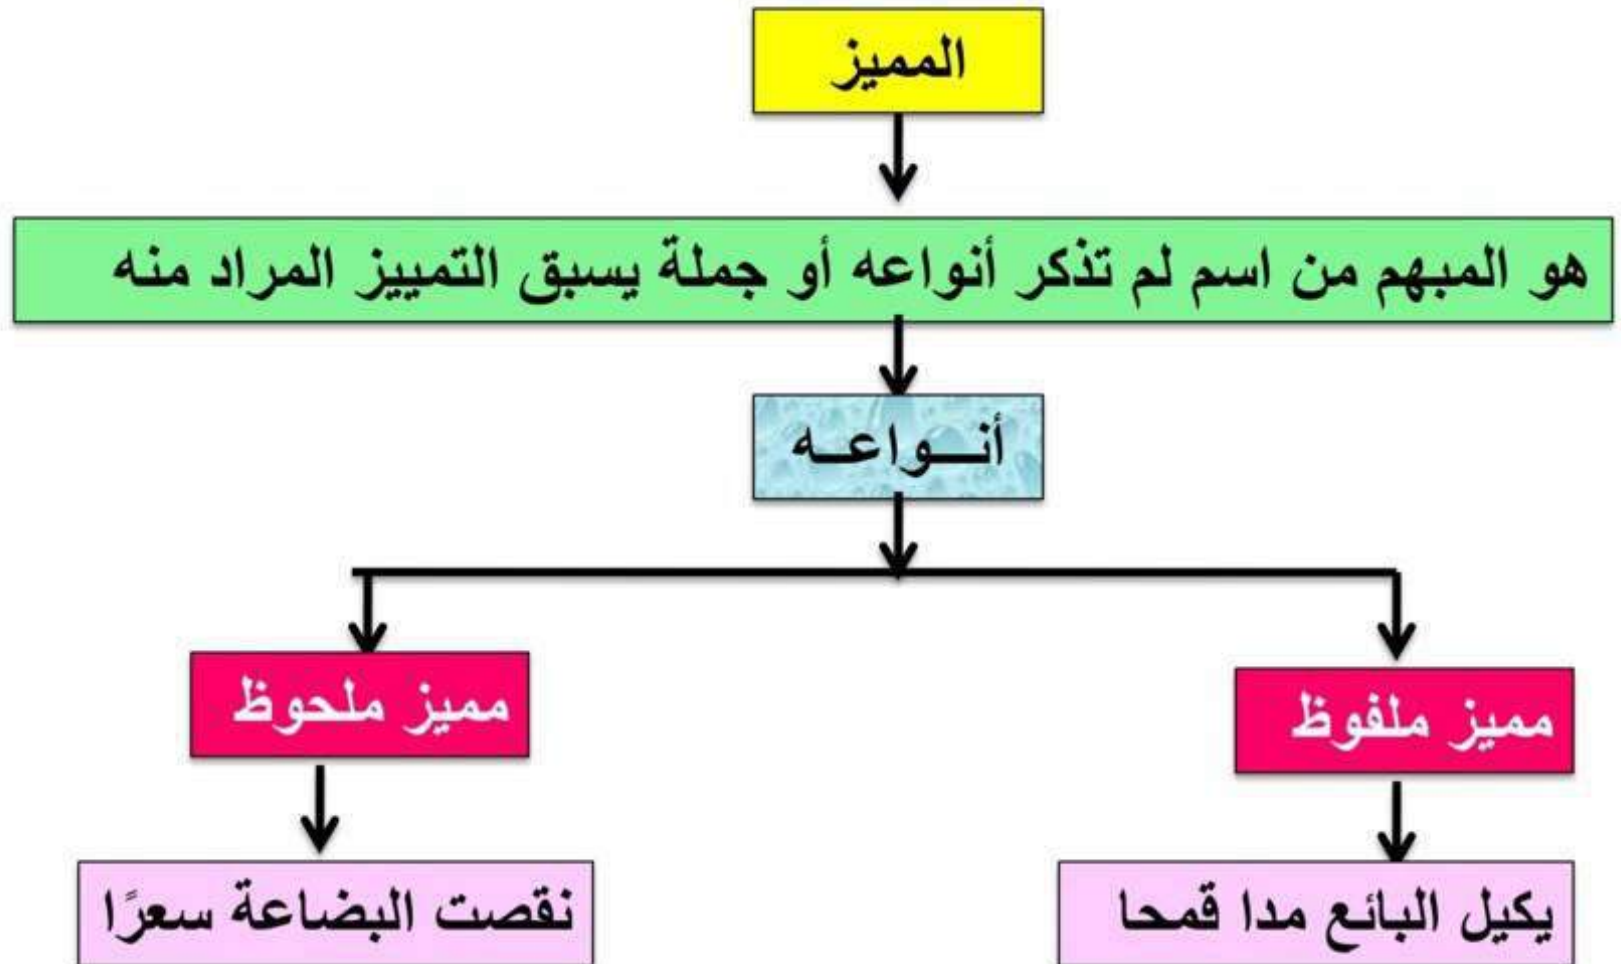 المميز
هو المبهم من اسم لم تذكر أنواعه أو جملة يسبق التمييز المراد منه
أنـــواعــه
مميز ملفوظ
مميز ملحوظ
يكيل البائع مدا قمحا
نقصت البضاعة سعرًا